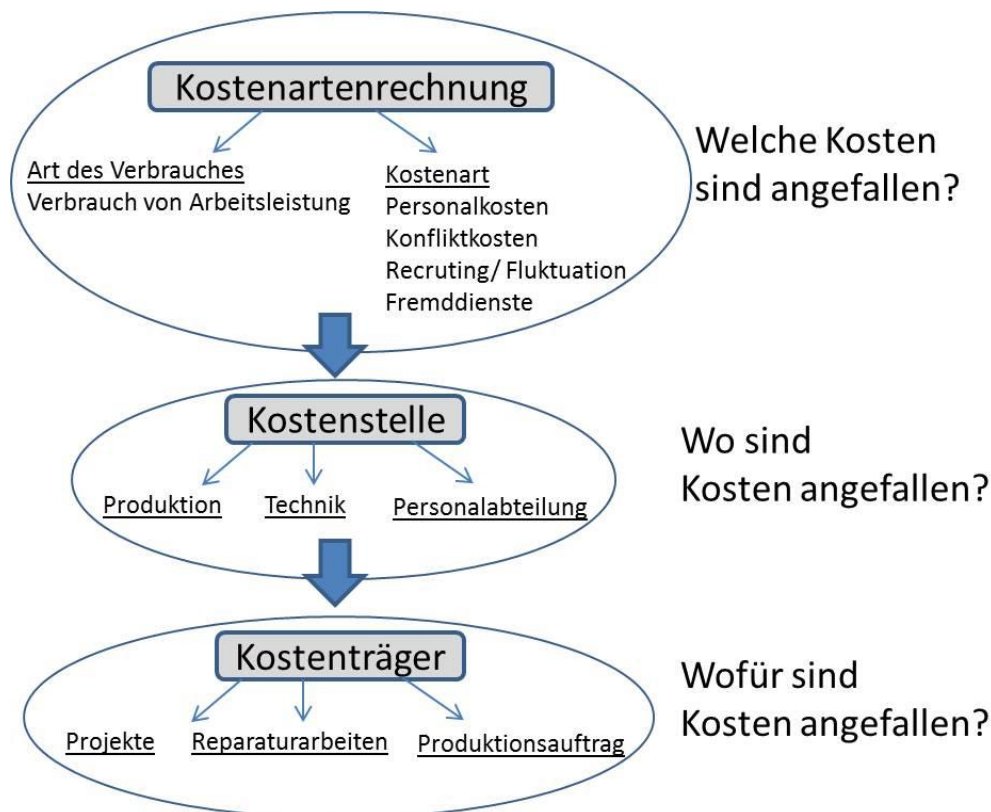 Kostenartenrechnung
Art des Verbrauches
Verbrauch von Arbeitsleistung
Kostenart
Personalkosten
Konfliktkosten
Recruting/ Fluktuation
Fremddienste
Welche Kosten
sind angefallen?
Kostenstelle
Produktion
Technik
Personalabteilung
Wo sind
Kosten angefallen?
Kostenträger
Projekte
Reparaturarbeiten
Produktionsauftrag
Wofür sind
Kosten angefallen?